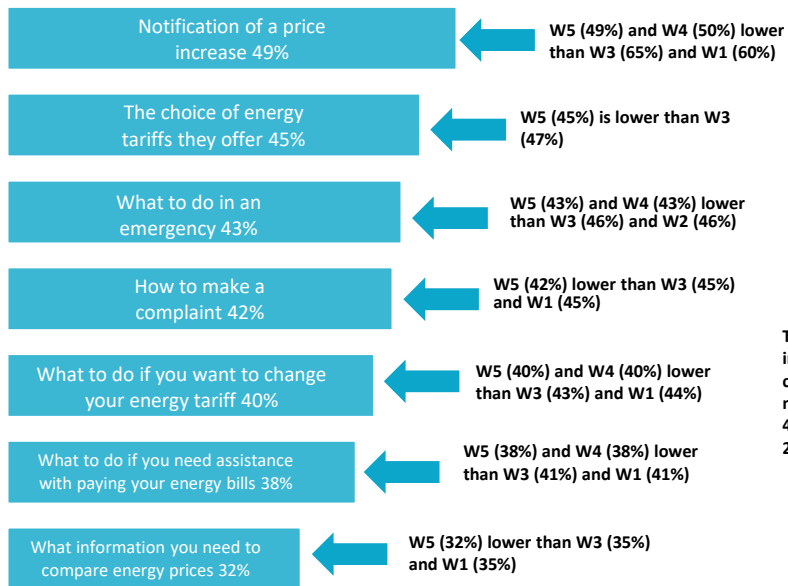 Notification of a price
increase 49%
W5 (49%) and W4 (50%) lower
than W3 (65%) and W1 (60%)
The choice of energy
tariffs they offer 45%
W5 (45%) is lower than W3
(47%)
What to do in an
emergency 43%
W5 (43%) and W4 (43%) lower
than W3 (46%) and W2 (46%)
How to make a
complaint 42%
W5 (42%) lower than W3 (45%)
and W1 (45%)
What to do if you want to change
your energy tariff 40%
W5 (40%) and W4 (40%) lower
than W3 (43%) and W1 (44%)
What to do if you need assistance
with paying your energy bills 38%
W5 (38%) and W4 (38%) lower
than W3 (41%) and W1 (41%)
What information you need to
compare energy prices 32%
W5 (32%) lower than W3 (35%)
and W1 (35%)